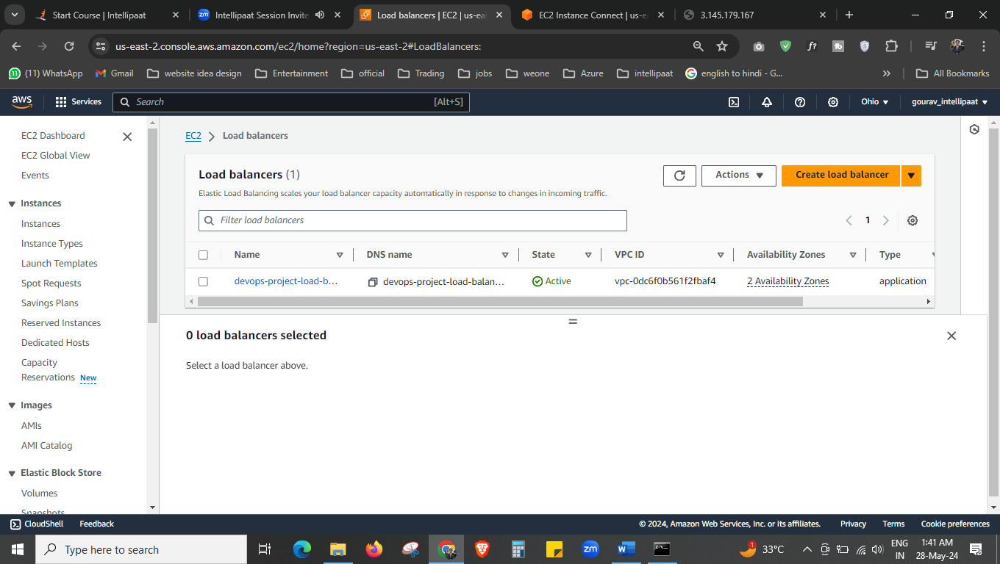 Start Course | Intellipaat
zm Intellipaat Session Invite
Load balancers | EC2 | us-eas
EC2 Instance Connect | us-e
3.145.179.167
us-east-2.console.aws.amazon.com/ec2/home?region=us-east-2#LoadBalancers:
11 (11) WhatsApp
Gmail
website idea design
Entertainment
official
Trading
jobs
weone
Azure
intellipaat
english to hindi - G...
All Bookmarks
aws
Services
Search
[Alt+S]
Ohio
gourav_intellipaat
EC2 Dashboard
EC2 Global View
Events
Instances
Instances
Instance Types
Launch Templates
Spot Requests
Savings Plans
Reserved Instances
Dedicated Hosts
Capacity
Reservations New
Images
AMIs
AMI Catalog
Elastic Block Store
Volumes
Snapshots
EC2 > Load balancers
Load balancers (1)
Actions
Create load balancer
Elastic Load Balancing scales your load balancer capacity automatically in response to changes in incoming traffic.
Filter load balancers
1
Name DNS name State VPC ID Availability Zones Type
devops-project-load-b... devops-project-load-balan... Active vpc-0dc6f0b561f2fbaf4 2 Availability Zones application
0 load balancers selected
Select a load balancer above.
CloudShell
Feedback
© 2024, Amazon Web Services, Inc. or its affiliates.
Privacy
Terms
Cookie preferences
Type here to search
zm
1
33°C
ENG
IN
1:41 AM
28-May-24